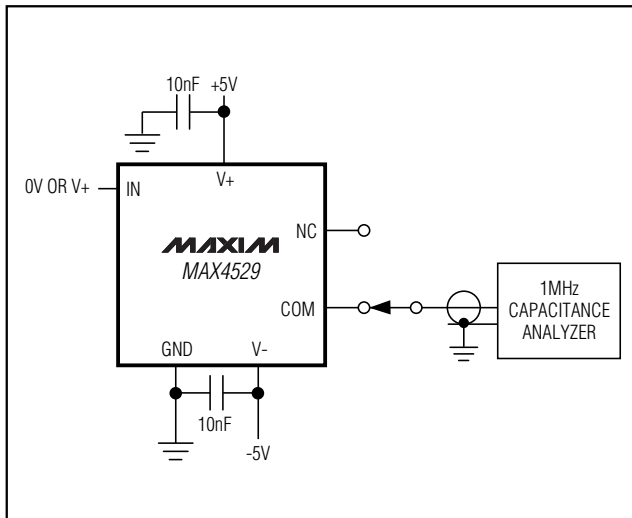 10nF
+5V
0V OR V+
IN
V+
NC
MAXIM
MAX4529
COM
1MHz
CAPACITANCE
ANALYZER
GND
V-
10nF
-5V